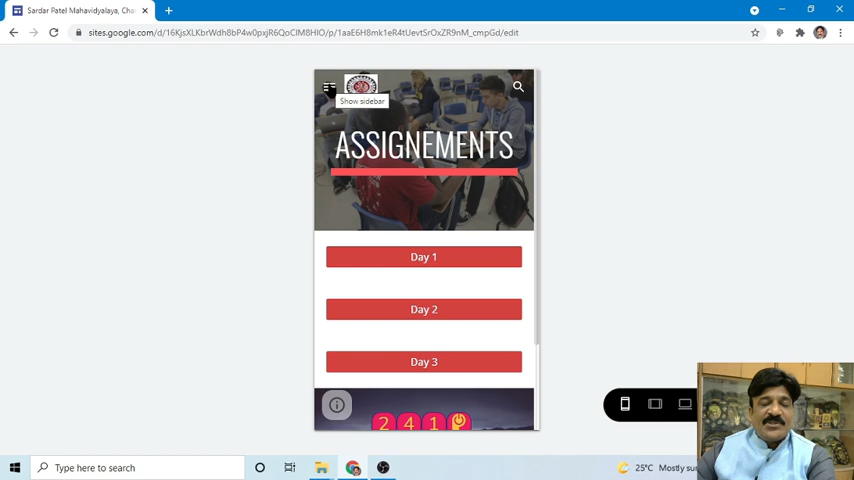 Sardar Patel Mahavidyalaya, Cha
sites.google.com/d/16KjsXLKbrWdh8bP4w0pxjR6QoCIM8HIO/p/1aaE6H8mk1eR4tUevtSrOxZR9nM_cmpGd/edit
Show sidebar
ASSIGNEMENTS
Day 1
Day 2
Day 3
2 4 1
Type here to search
25°C Mostly sun